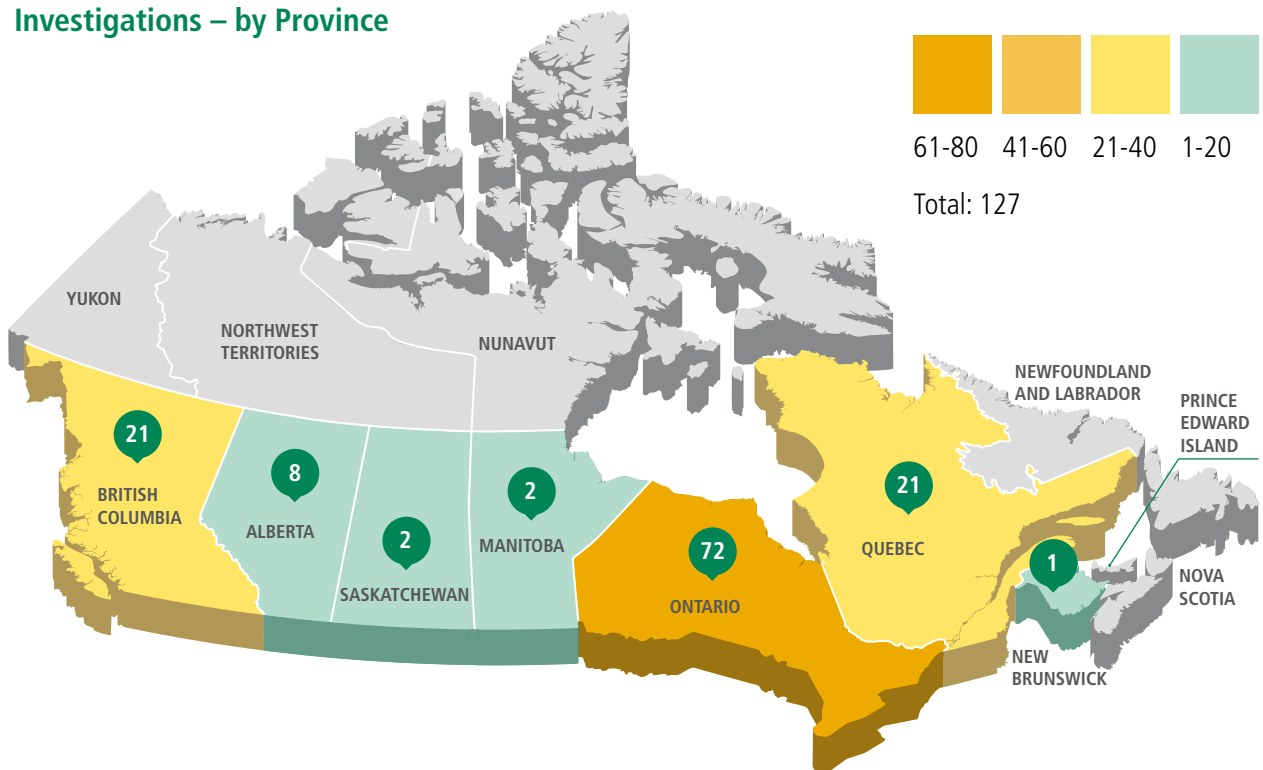 Investigations – by Province
61-80 41-60 21-40 1-20
Total: 127
YUKON
NORTHWEST
TERRITORIES
NUNAVUT
NEWFOUNDLAND
AND LABRADOR
PRINCE
EDWARD
ISLAND
21
BRITISH
COLUMBIA
8
ALBERTA
2
SASKATCHEWAN
2
MANITOBA
72
ONTARIO
21
QUEBEC
1
NEW
BRUNSWICK
NOVA
SCOTIA